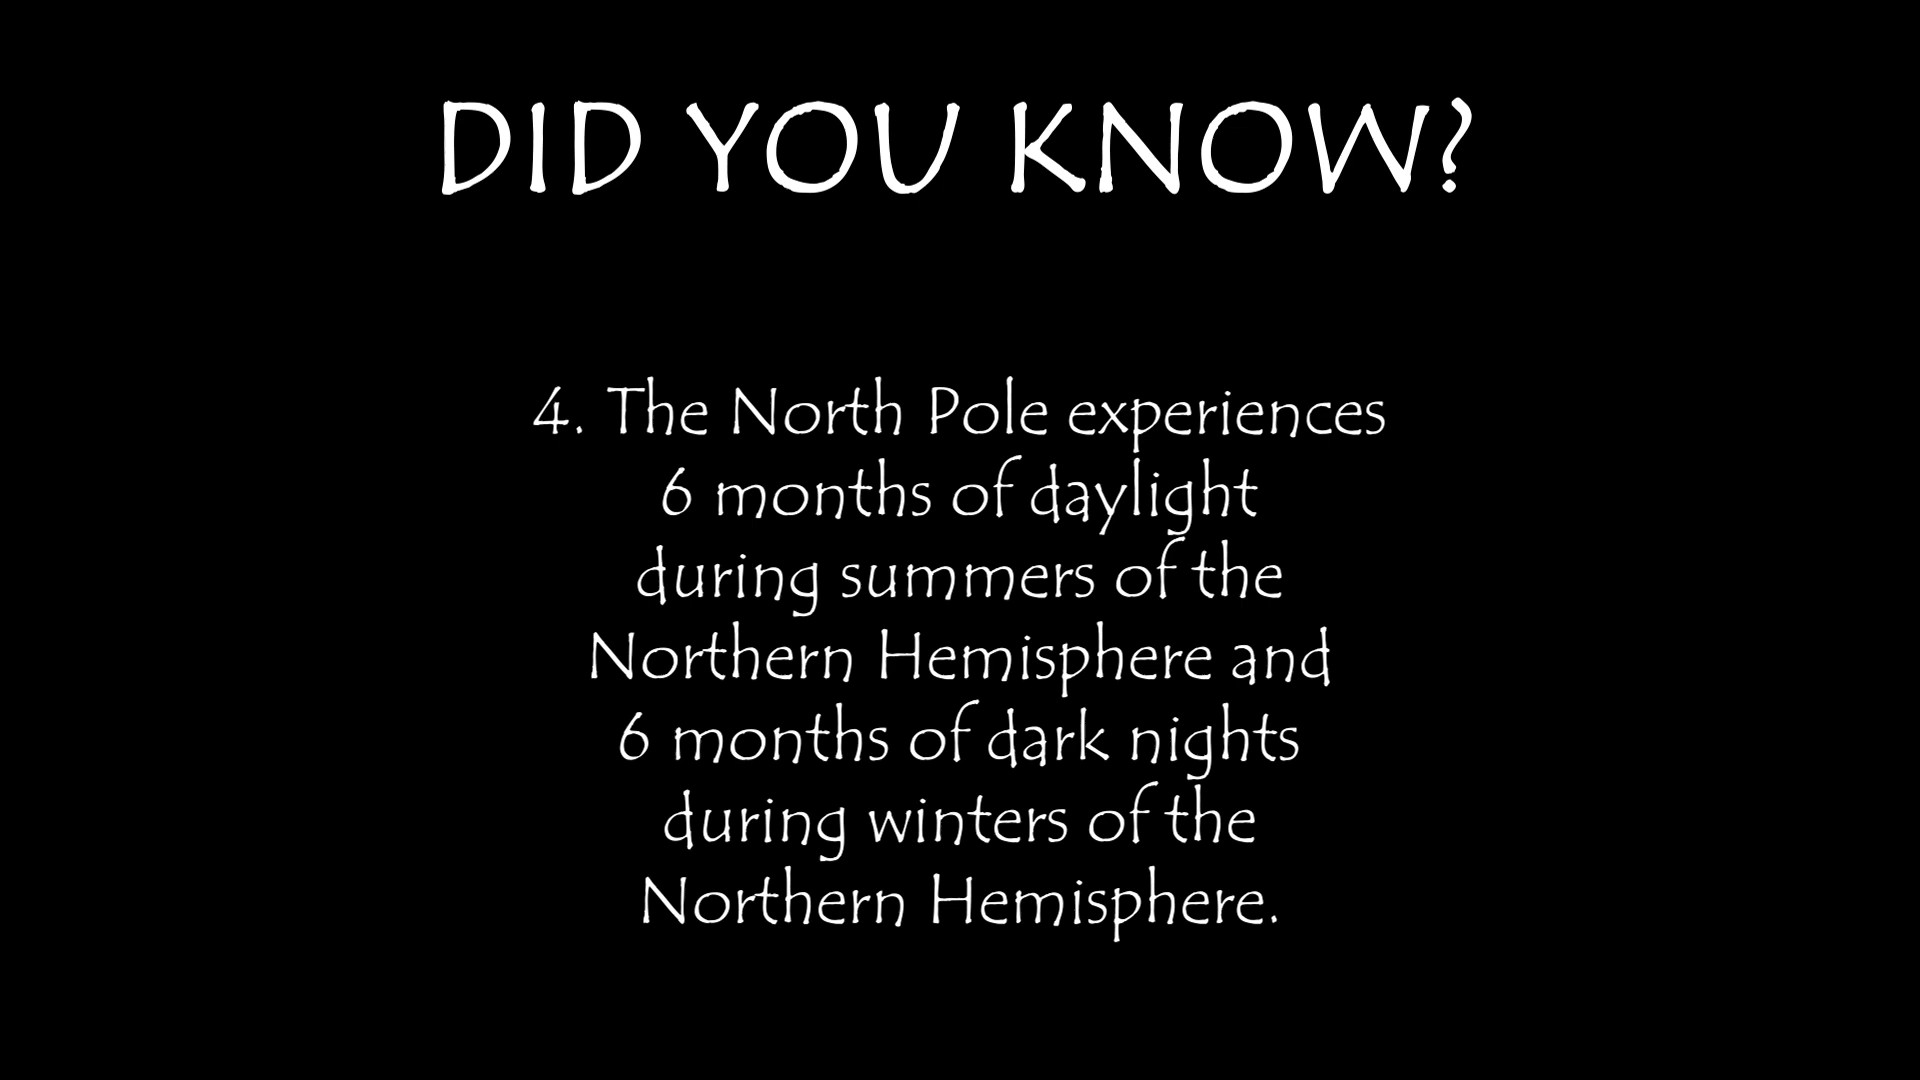 DID YOU KNOW?
4. The North Pole experiences
6 months of daylight
during summers of the
Northern Hemisphere and
6 months of dark nights
during winters of the
Northern Hemisphere.